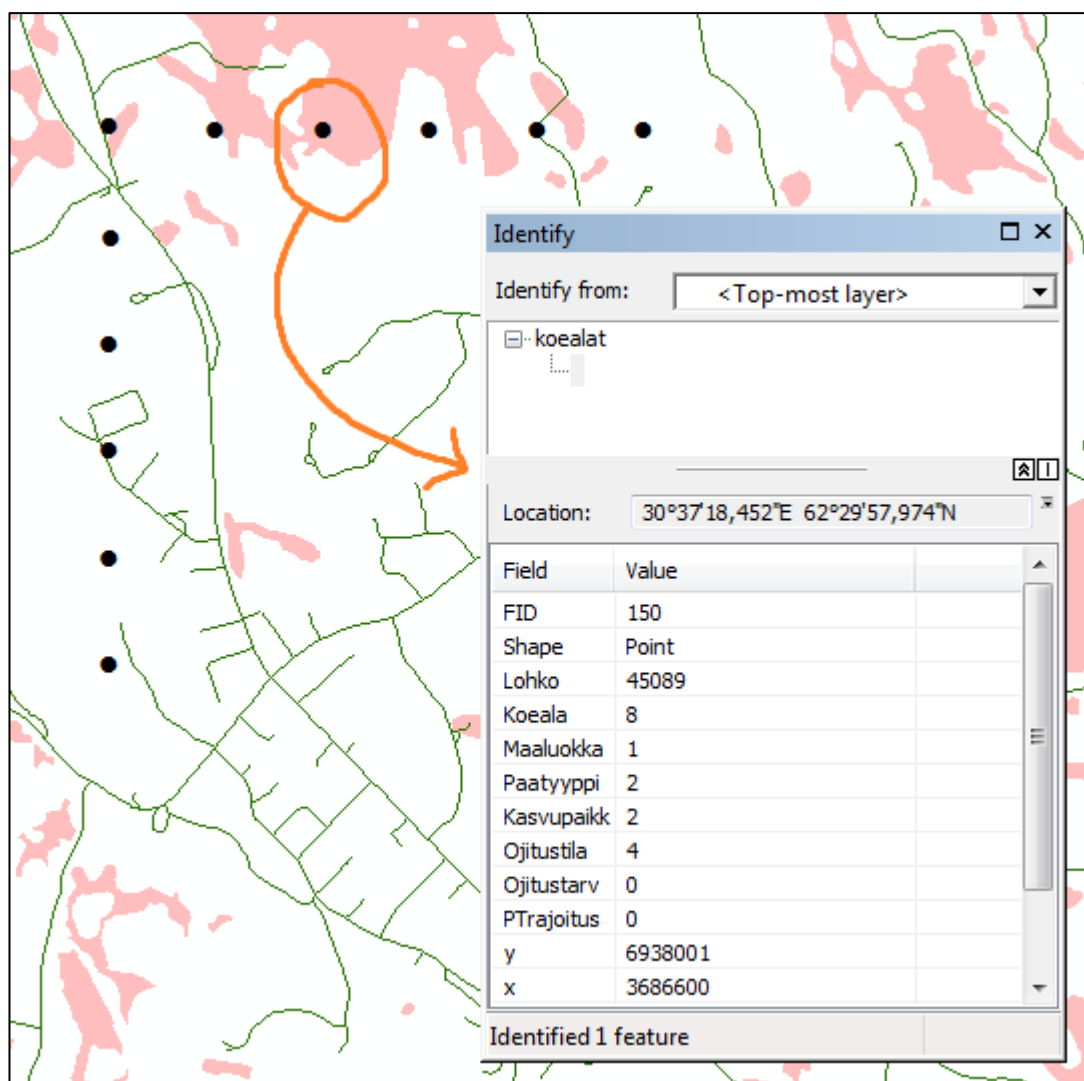 Identify
Identify from: <Top-most layer>
koealat
Location: 30°37'18,452"E 62°29'57,974"N
Field Value
FID 150
Shape Point
Lohko 45089
Koeala 8
Maaluokka 1
Paatyyppi 2
Kasvupaikk 2
Ojitustila 4
Ojitustarv 0
PTrajoitus 0
y 6938001
x 3686600
Identified 1 feature